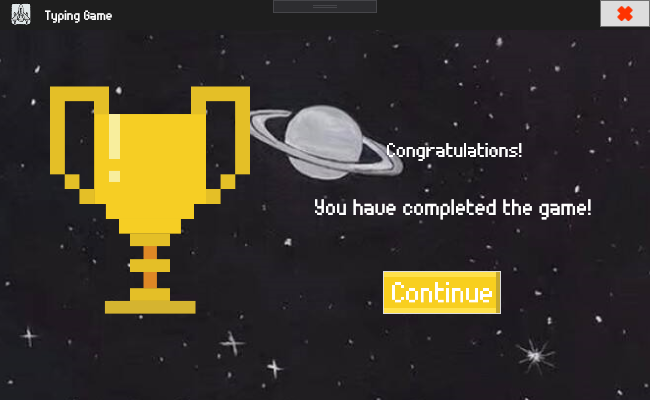 Typing Game
Congratulations!
You have completed the game!
Continue